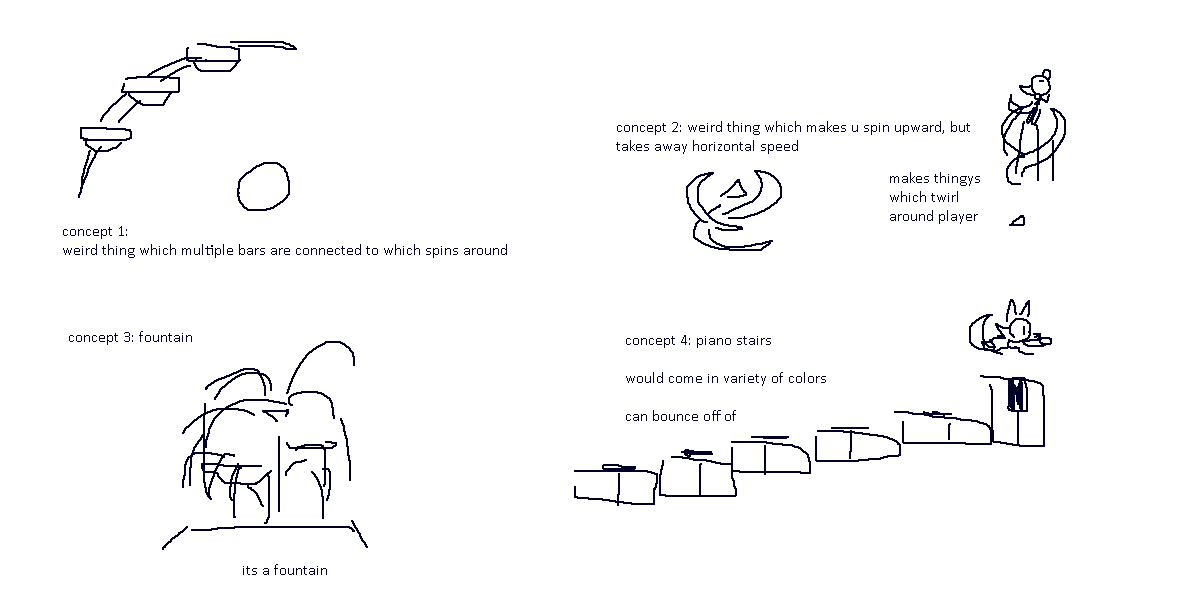 concept 1:
weird thing which multiple bars are connected to which spins around
concept 2: weird thing which makes u spin upward, but
takes away horizontal speed
makes thingys
which twirl
around player
concept 3: fountain
its a fountain
concept 4: piano stairs
would come in variety of colors
can bounce off of